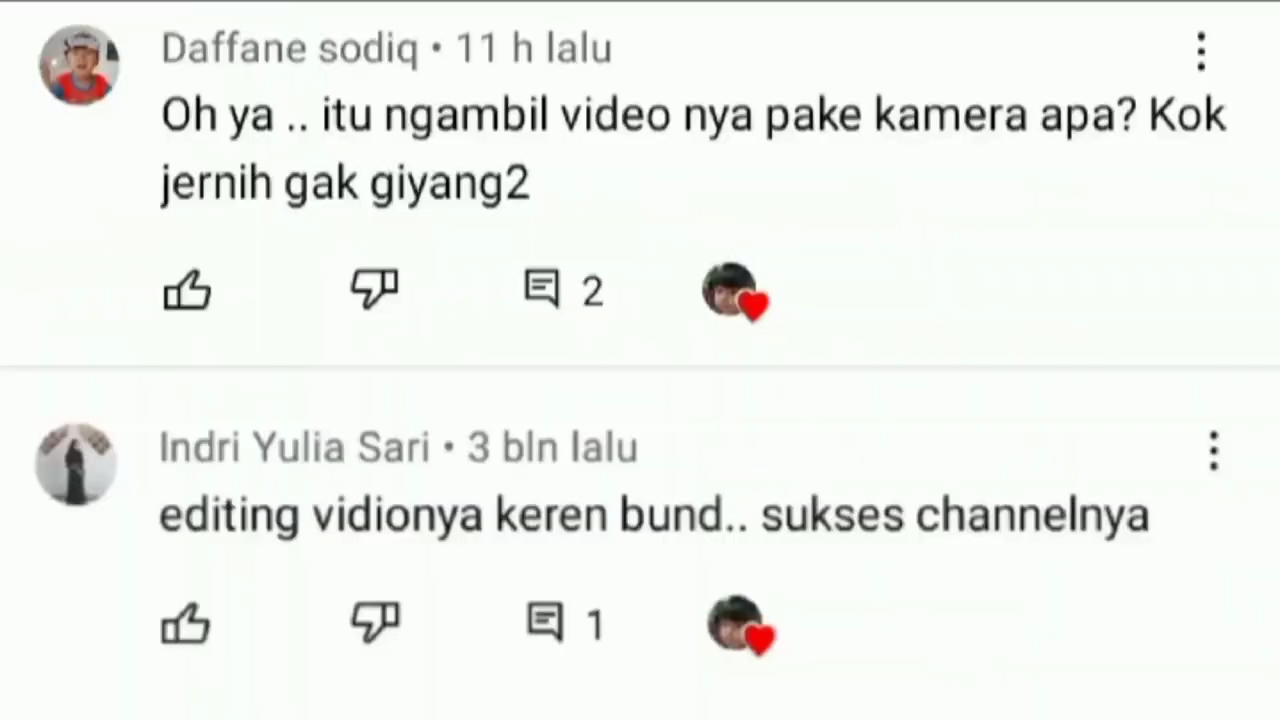 Daffane sodiq • 11 h lalu
Oh ya .. itu ngambil video nya pake kamera apa? Kok
jernih gak giyang2
2
Indri Yulia Sari • 3 bln lalu
editing vidionya keren bund.. sukses channelnya
1